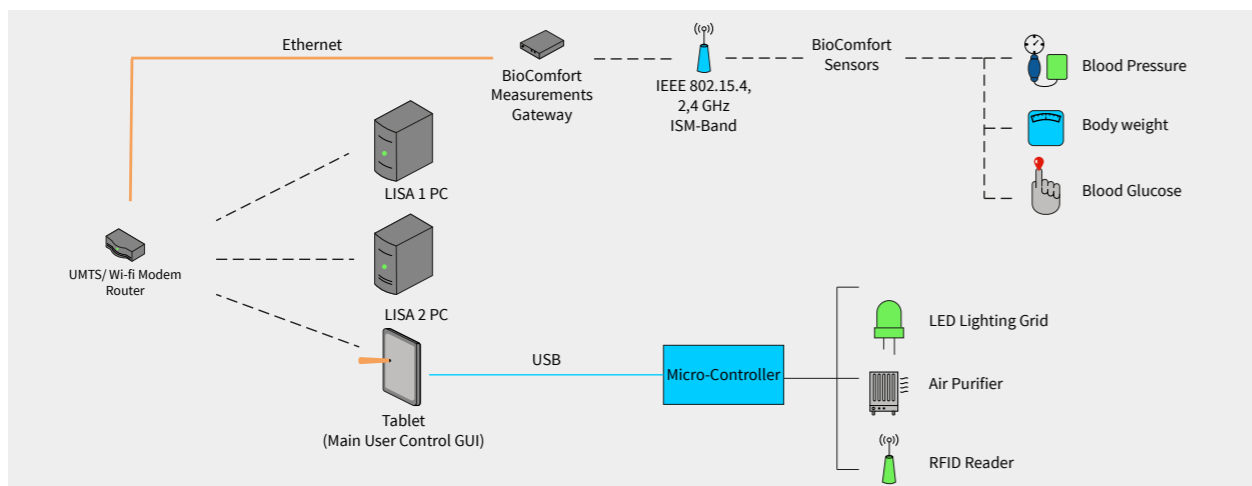 Ethernet
BioComfort
Measurements
Gateway
IEEE 802.15.4,
2,4 GHz
ISM-Band
BioComfort
Sensors
Blood Pressure
Body weight
Blood Glucose
LISA 1 PC
UMTS/ Wi-fi Modem
Router
LISA 2 PC
Tablet
(Main User Control GUI)
USB
Micro-Controller
LED Lighting Grid
Air Purifier
RFID Reader